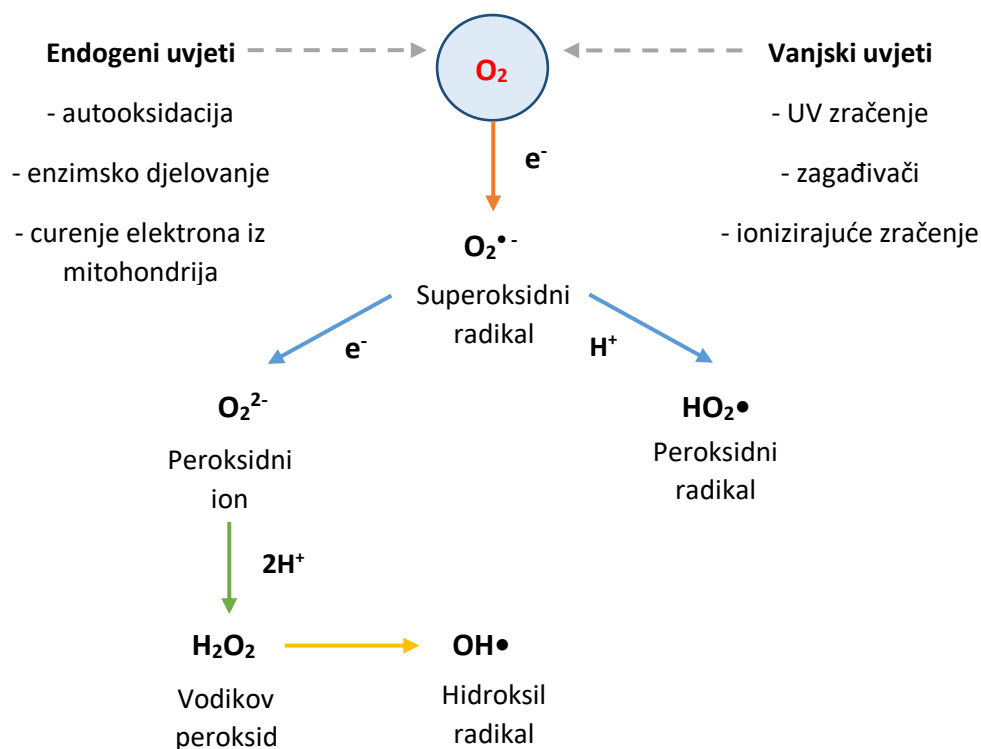 Endogeni uvjeti
- autooksidacija
- enzimsko djelovanje
- curenje elektrona iz
mitohondrija
O₂
Vanjski uvjeti
- UV zračenje
- zagađivači
- ionizirajuće zračenje
e⁻
O₂•⁻
Superoksidni
radikal
e⁻
H⁺
O₂²⁻
Peroksidni
ion
HO₂●
Peroksidni
radikal
2H⁺
H₂O₂
Vodikov
peroksid
OH●
Hidroksil
radikal